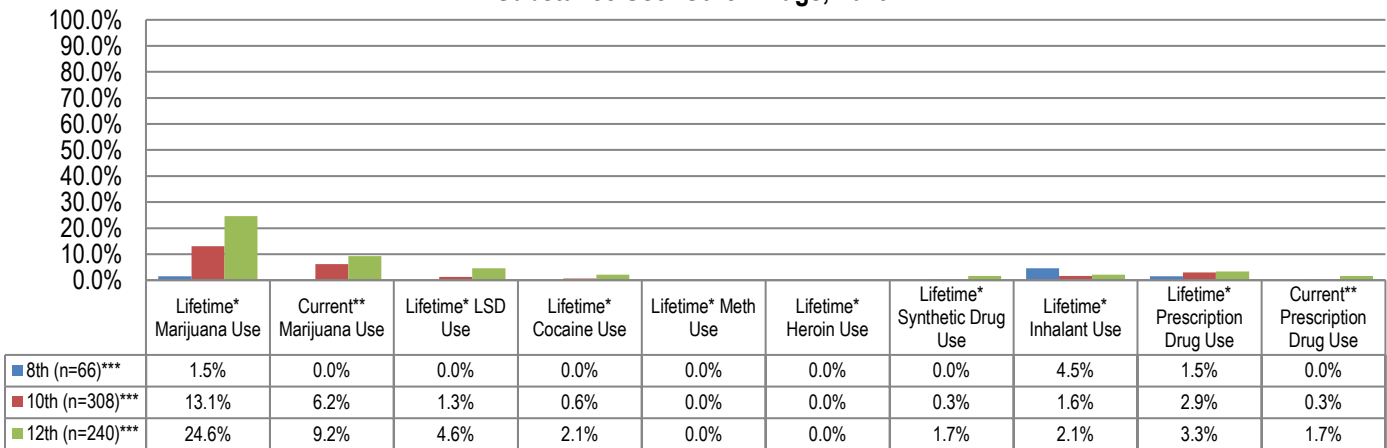 100.0%
90.0%
80.0%
70.0%
60.0%
50.0%
40.0%
30.0%
20.0%
10.0%
0.0%
Lifetime* Marijuana Use
Current** Marijuana Use
Lifetime* LSD Use
Lifetime* Cocaine Use
Lifetime* Meth Use
Lifetime* Heroin Use
Lifetime* Synthetic Drug Use
Lifetime* Inhalant Use
Lifetime* Prescription Drug Use
Current** Prescription Drug Use
8th (n=66)*** 1.5% 0.0% 0.0% 0.0% 0.0% 0.0% 0.0% 4.5% 1.5% 0.0%
10th (n=308)*** 13.1% 6.2% 1.3% 0.6% 0.0% 0.0% 0.3% 1.6% 2.9% 0.3%
12th (n=240)*** 24.6% 9.2% 4.6% 2.1% 0.0% 0.0% 1.7% 2.1% 3.3% 1.7%